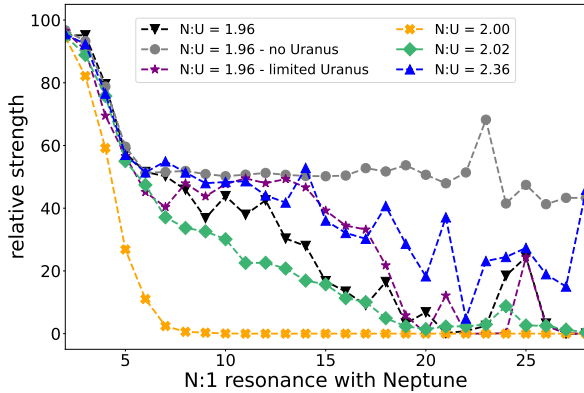 N:U = 1.96
N:U = 1.96 - no Uranus
N:U = 1.96 - limited Uranus
N:U = 2.00
N:U = 2.02
N:U = 2.36
relative strength
100
80
60
40
20
0
5 10 15 20 25
N:1 resonance with Neptune